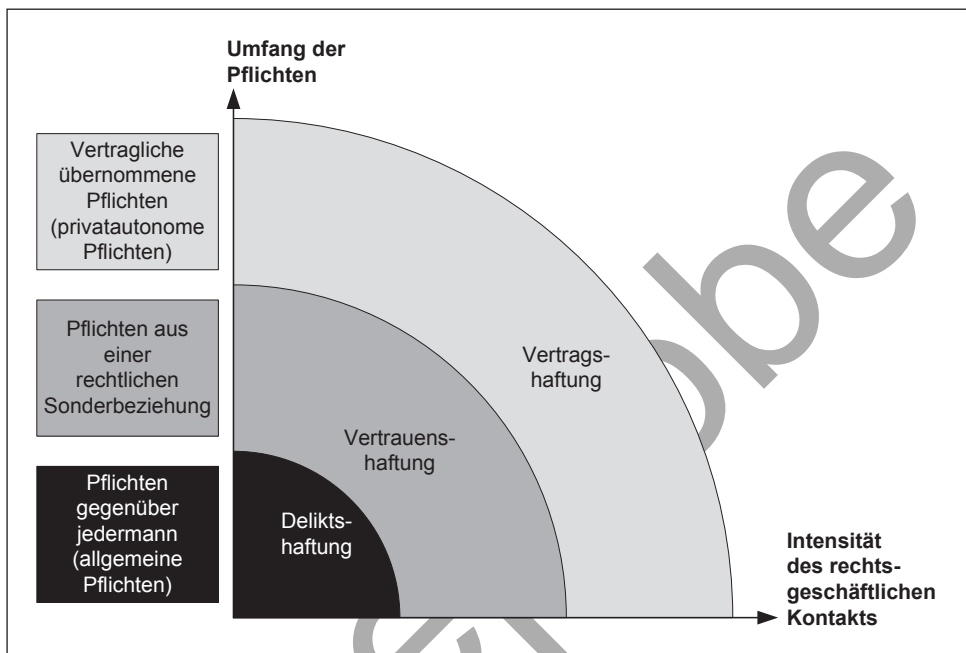 Umfang der
Pflichten
Vertragliche
übernommene
Pflichten
(privatautonome
Pflichten)
Pflichten aus
einer
rechtlichen
Sonderbeziehung
Pflichten
gegenüber
jedermann
(allgemeine
Pflichten)
Vertrags-
haftung
Vertrauens-
haftung
Delikts-
haftung
Intensität
des rechts-
geschäftlichen
Kontakts